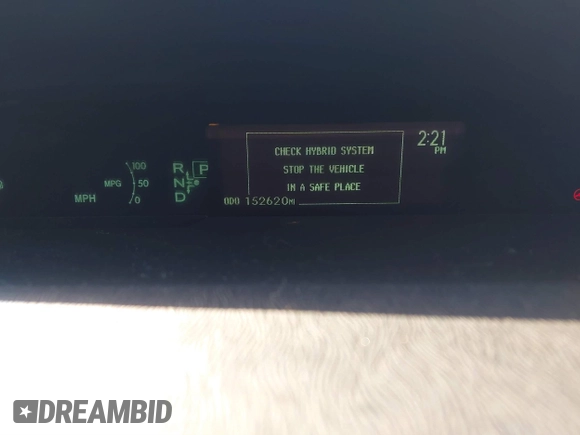 2:21
PM
CHECK HYBRID SYSTEM
STOP THE VEHICLE
IN A SAFE PLACE
ODO 152620MI
100
MPG 50
0
MPH
R P
N
D
DREAMBID